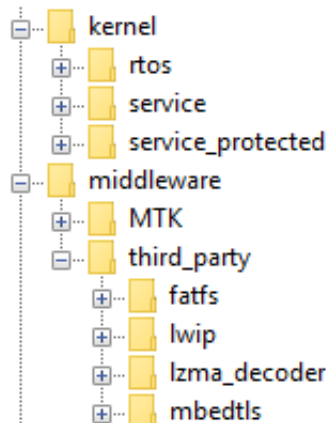 kernel
rtos
service
service_protected
middleware
MTK
third_party
fatfs
lwip
lzma_decoder
mbedtls